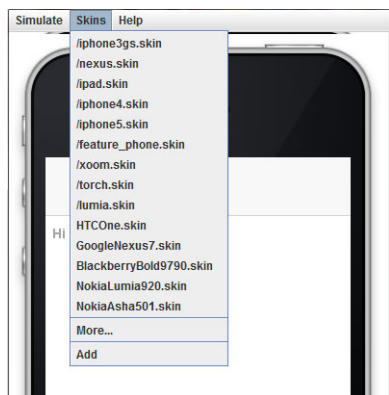 Simulate Skins Help
/iphone3gs.skin
/nexus.skin
/ipad.skin
/iphone4.skin
/iphone5.skin
/feature_phone.skin
/xoom.skin
/torch.skin
/lumia.skin
Hi
HTCOne.skin
GoogleNexus7.skin
BlackberryBold9790.skin
NokiaLumia920.skin
NokiaAsha501.skin
More...
Add